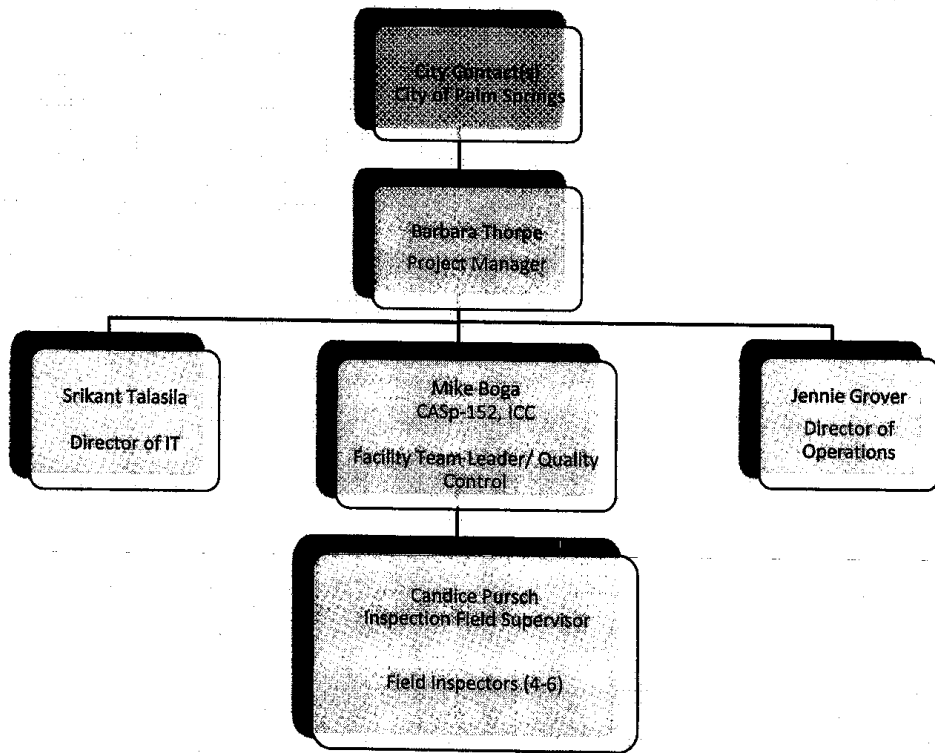 City Contact(s)
City of Palm Springs
Barbara Thorpe
Project Manager
Srikant Talasila
Director of IT
Mike Boga
CASp-152, ICC
Facility Team Leader/ Quality
Control
Jennie Grover
Director of
Operations
Candice Pursch
Inspection Field Supervisor
Field Inspectors (4-6)